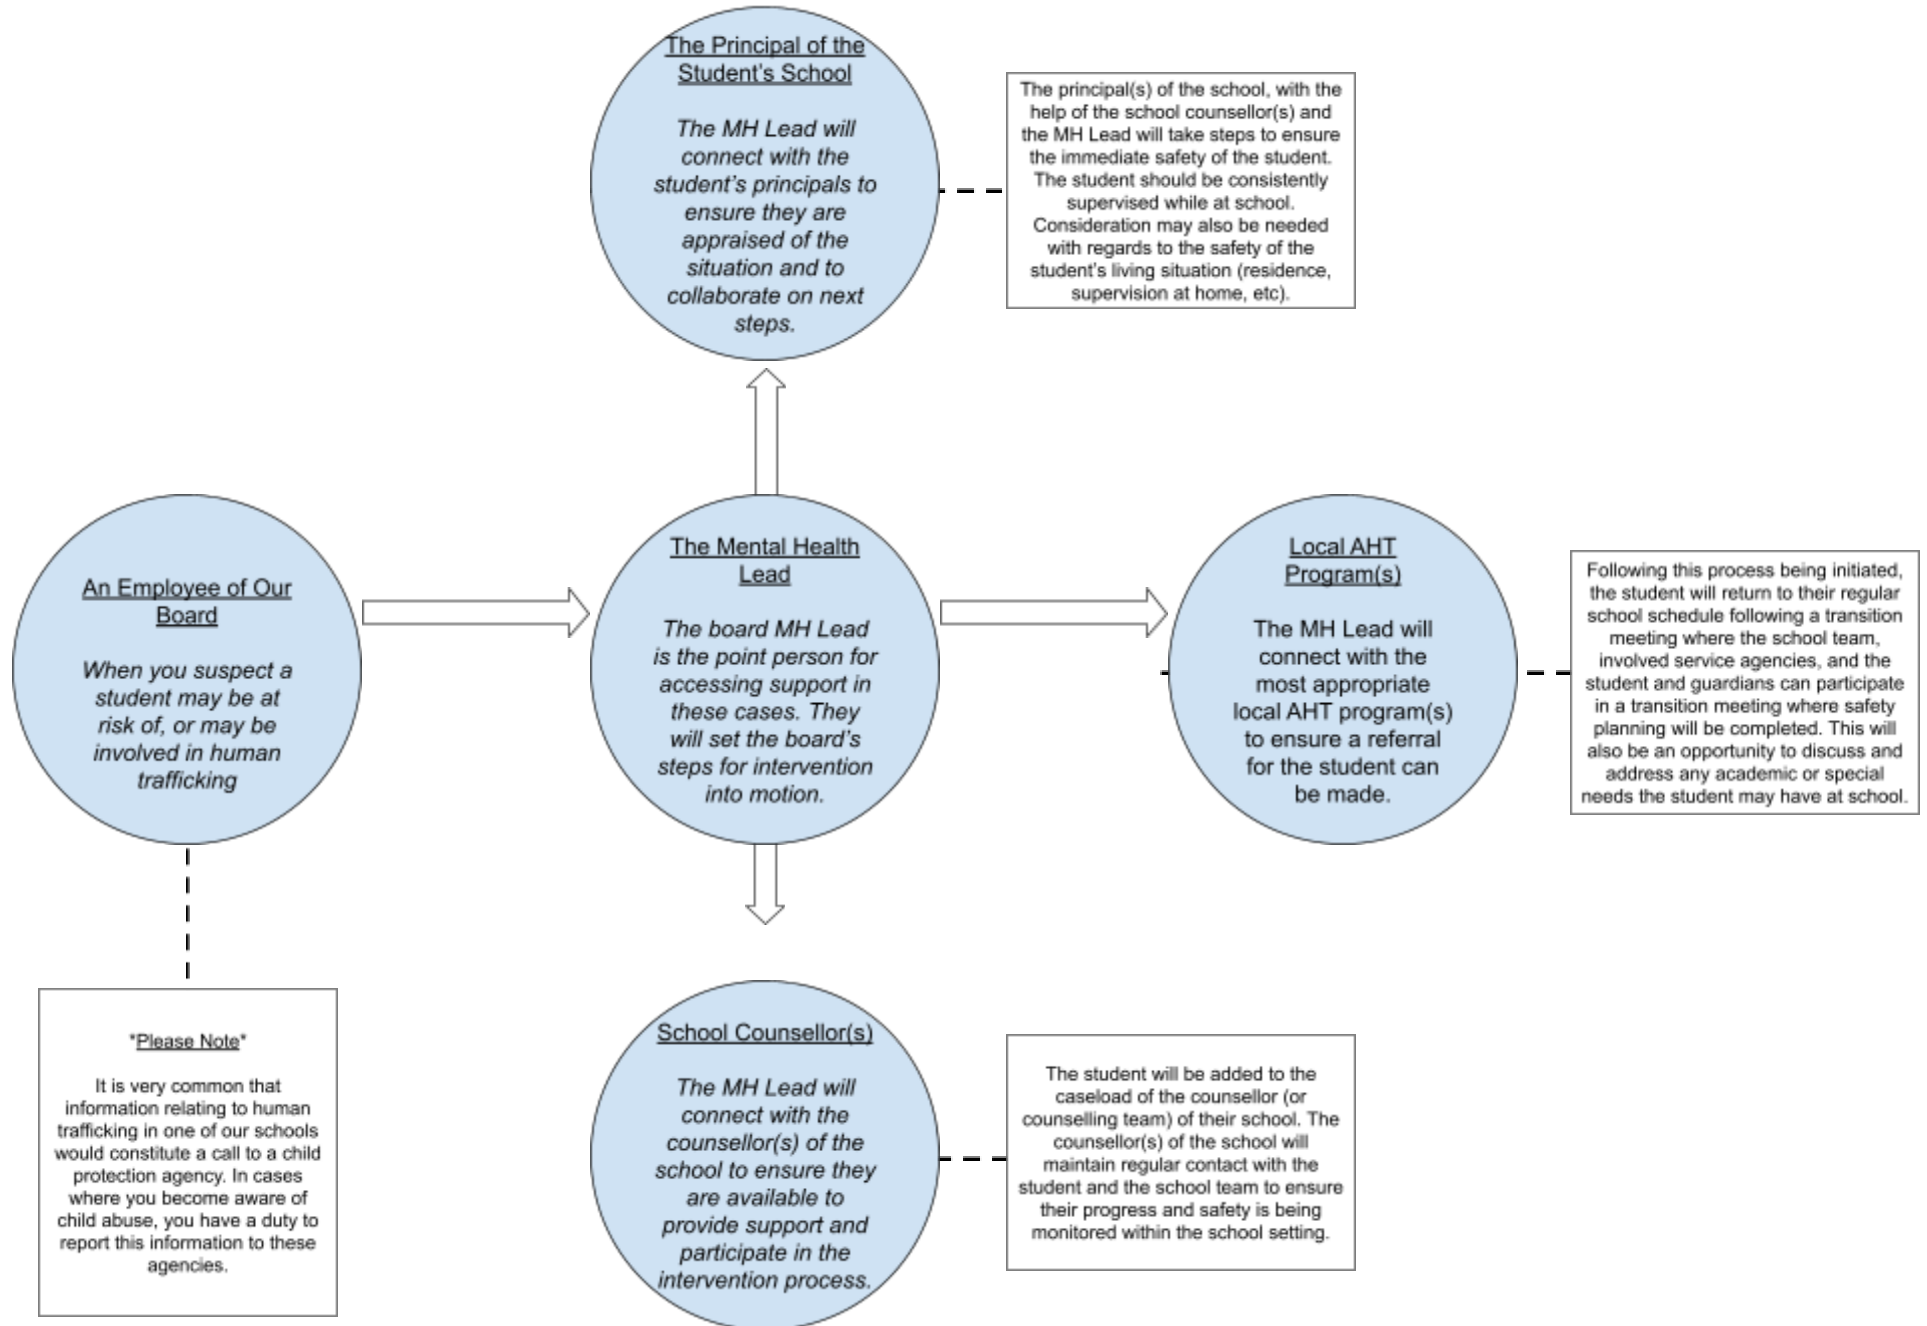 The Principal of the
Student's School
The MH Lead will
connect with the
student's principals to
ensure they are
appraised of the
situation and to
collaborate on next
steps.
The principal(s) of the school, with the
help of the school counsellor(s) and
the MH Lead will take steps to ensure
the immediate safety of the student.
The student should be consistently
supervised while at school.
Consideration may also be needed
with regards to the safety of the
student's living situation (residence,
supervision at home, etc).
An Employee of Our
Board
When you suspect a
student may be at
risk of, or may be
involved in human
trafficking
The Mental Health
Lead
The board MH Lead
is the point person for
accessing support in
these cases. They
will set the board's
steps for intervention
into motion.
Local AHT
Program(s)
The MH Lead will
connect with the
most appropriate
local AHT program(s)
to ensure a referral
for the student can
be made.
Following this process being initiated,
the student will return to their regular
school schedule following a transition
meeting where the school team,
involved service agencies, and the
student and guardians can participate
in a transition meeting where safety
planning will be completed. This will
also be an opportunity to discuss and
address any academic or special
needs the student may have at school.
*Please Note*
It is very common that
information relating to human
trafficking in one of our schools
would constitute a call to a child
protection agency. In cases
where you become aware of
child abuse, you have a duty to
report this information to these
agencies.
School Counsellor(s)
The MH Lead will
connect with the
counsellor(s) of the
school to ensure they
are available to
provide support and
participate in the
intervention process.
The student will be added to the
caseload of the counsellor (or
counselling team) of their school. The
counsellor(s) of the school will
maintain regular contact with the
student and the school team to ensure
their progress and safety is being
monitored within the school setting.